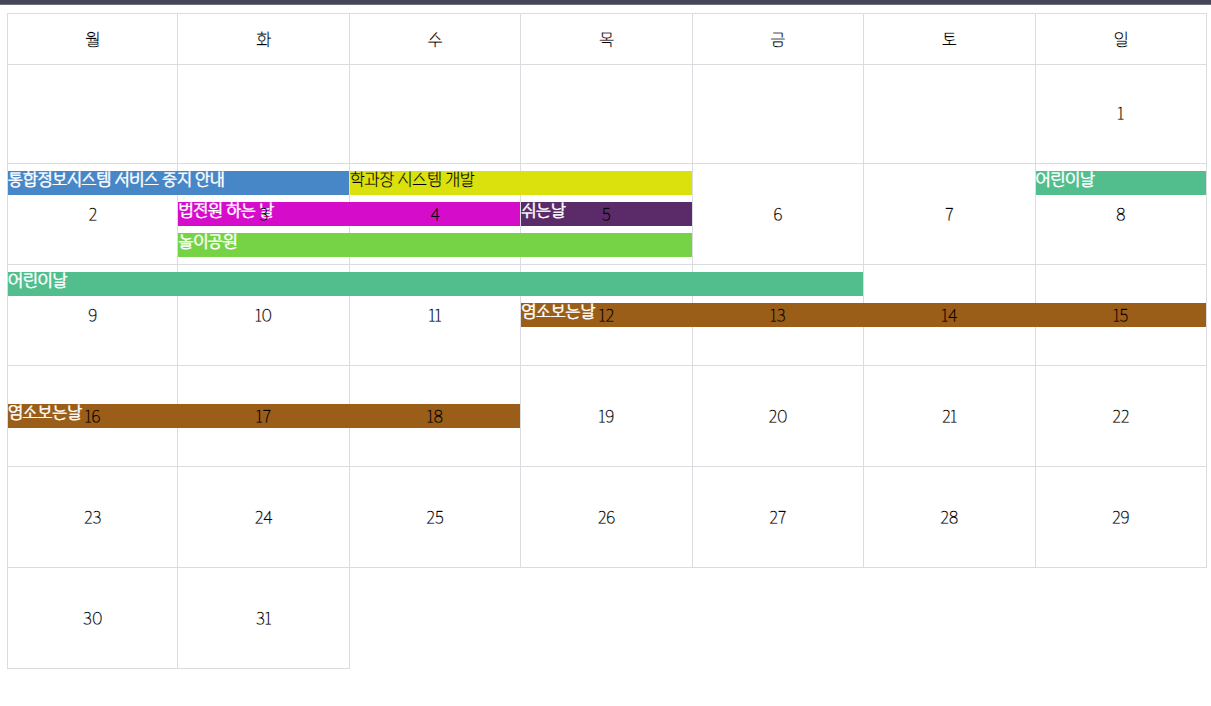 월 화 수 목 금 토 일
1
통합정보시스템 서비스 중지 안내 학과장 시스템 개발 어린이날
2 법전원 하는 날 3 4 쉬는날 5 6 7 8
놀이공원
어린이날
9 10 11 염소보는날 12 13 14 15
염소보는날 16 17 18 19 20 21 22
23 24 25 26 27 28 29
30 31